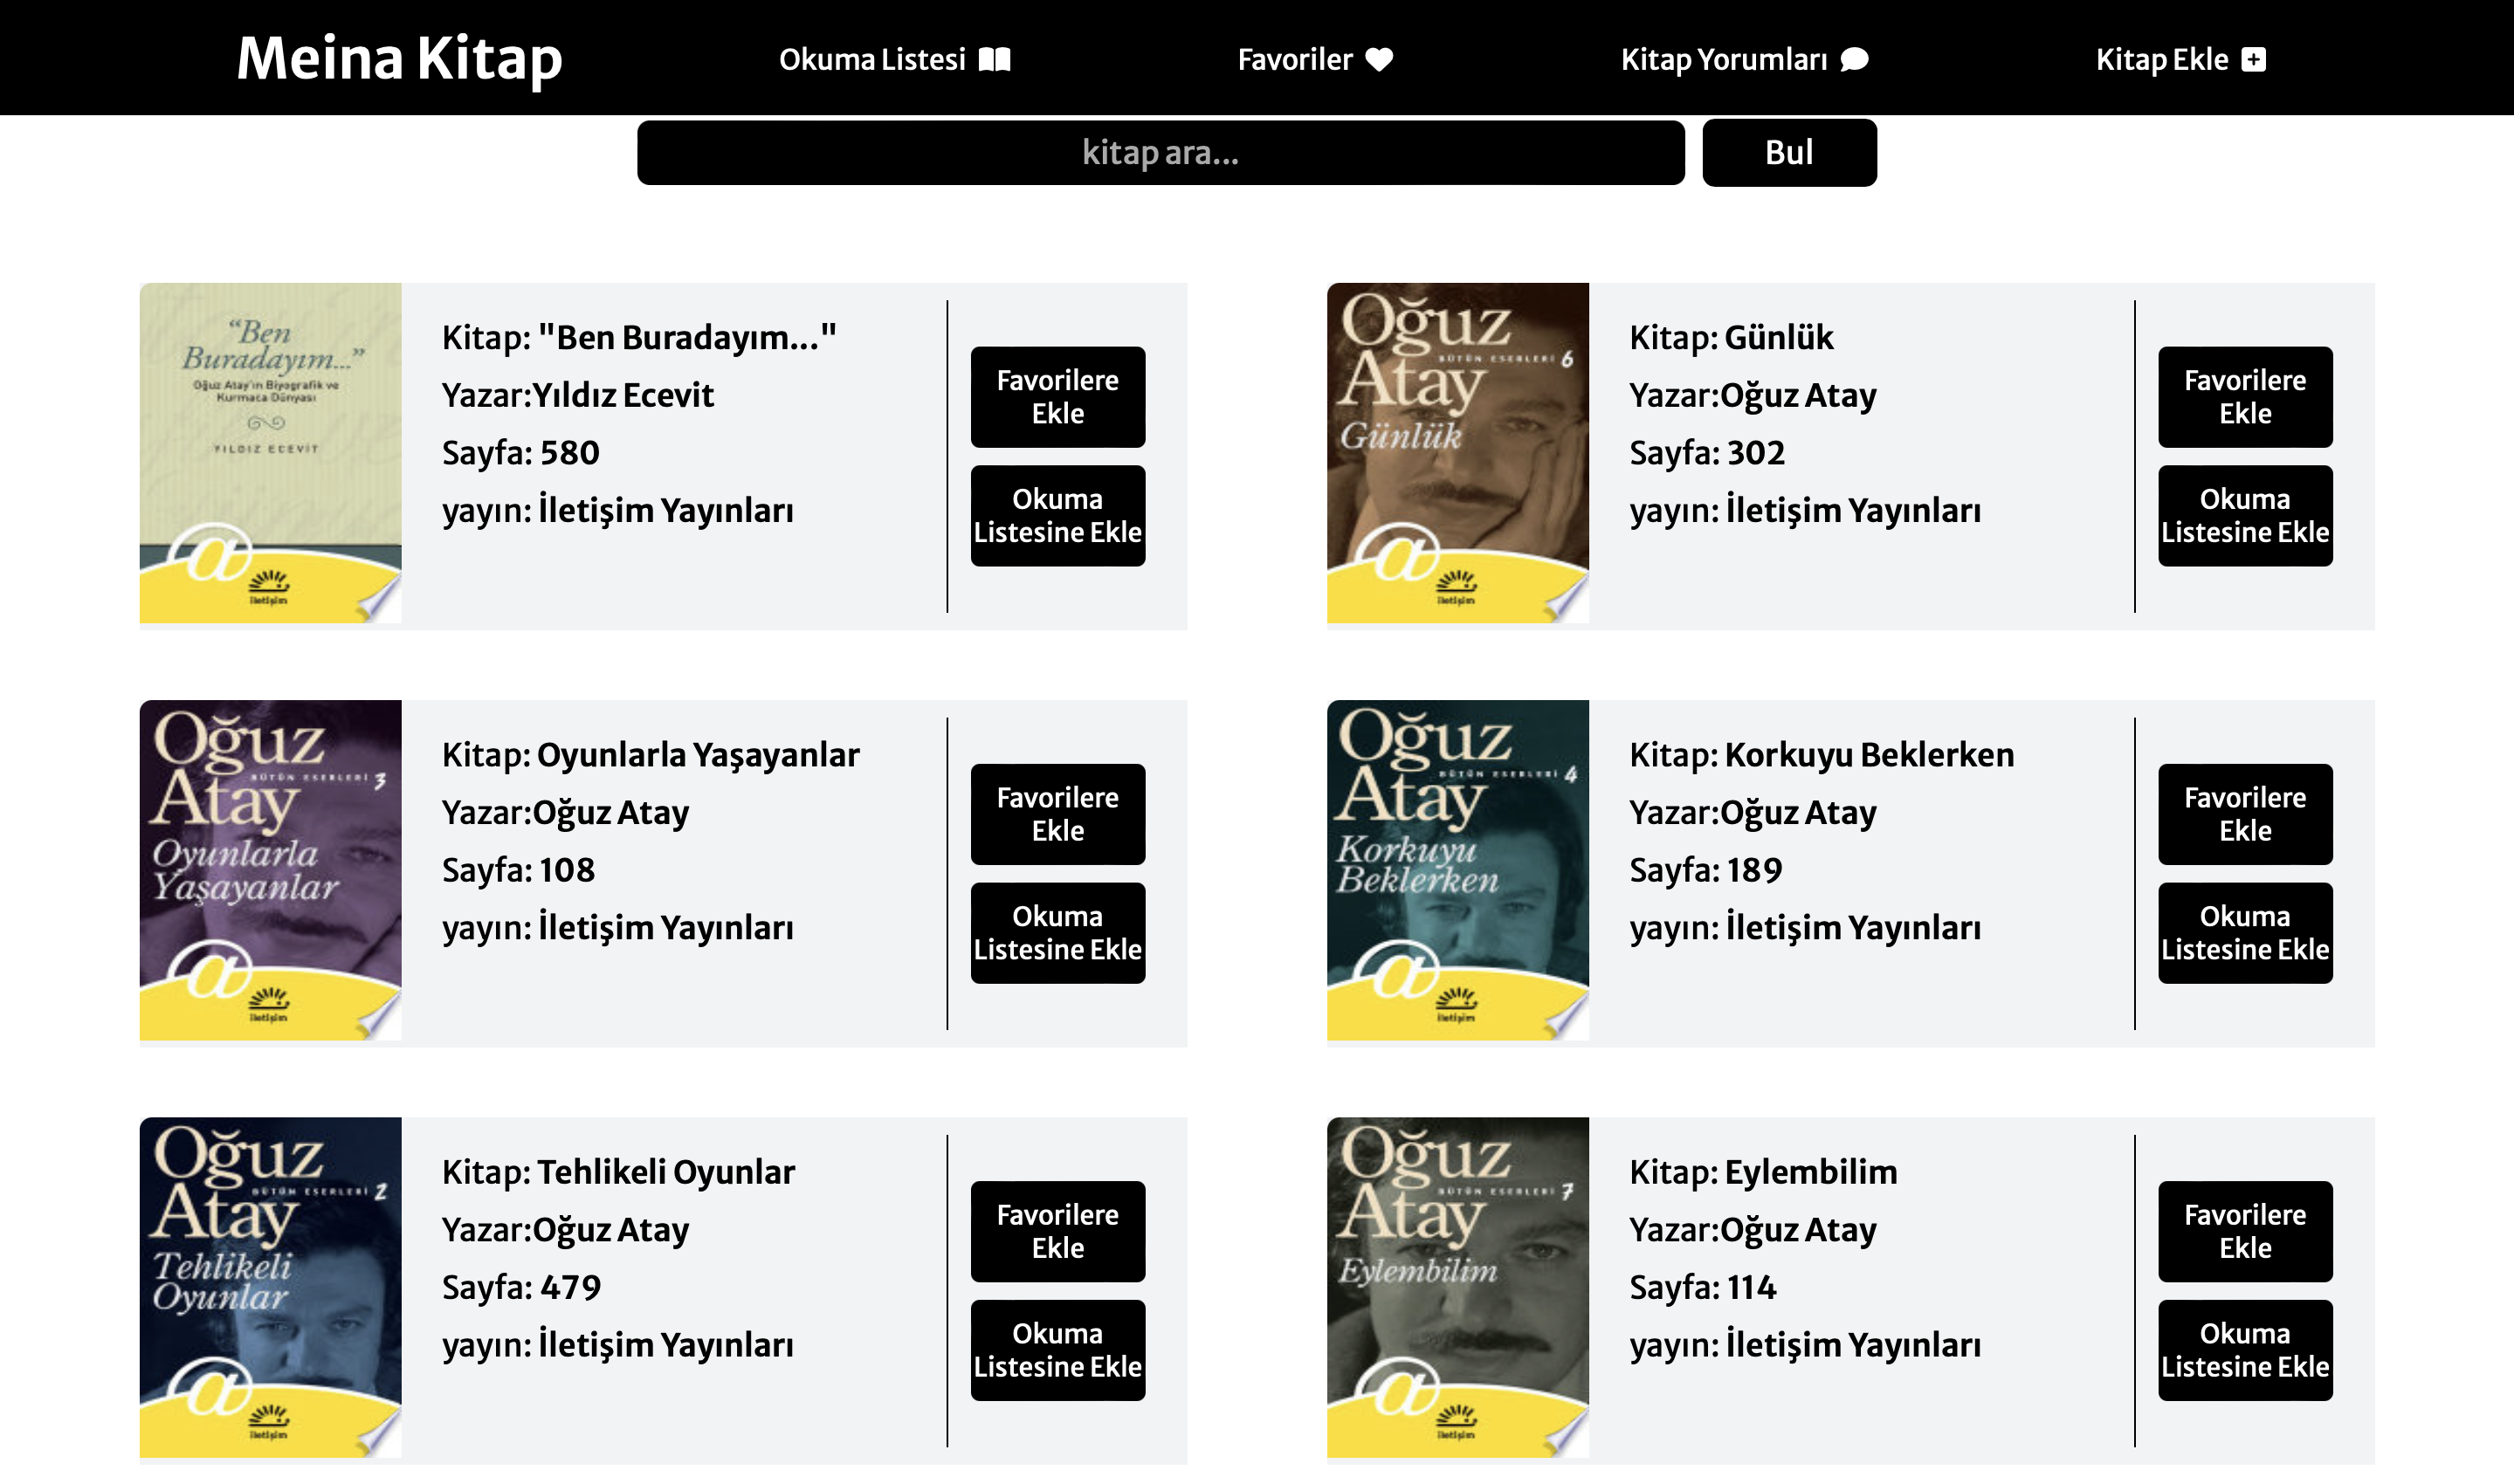 Meina Kitap
Okuma Listesi
Favoriler
Kitap Yorumları
Kitap Ekle
kitap ara...
Bul
“Ben
Buradayım...”
Oğuz Atay'ın Biyografik ve
Kurmaca Dünyası
YILDIZ ECEVİT
iletişim
Kitap: "Ben Buradayım..."
Yazar:Yıldız Ecevit
Sayfa: 580
yayın: İletişim Yayınları
Favorilere
Ekle
Okuma
Listesine Ekle
Oğuz
BÜTÜN ESERLERİ 6
Atay
Günlük
iletişim
Kitap: Günlük
Yazar:Oğuz Atay
Sayfa: 302
yayın: İletişim Yayınları
Favorilere
Ekle
Okuma
Listesine Ekle
Oğuz
BÜTÜN ESERLERİ 3
Atay
Oyunlarla
Yaşayanlar
iletişim
Kitap: Oyunlarla Yaşayanlar
Yazar:Oğuz Atay
Sayfa: 108
yayın: İletişim Yayınları
Favorilere
Ekle
Okuma
Listesine Ekle
Oğuz
BÜTÜN ESERLERİ 4
Atay
Korkuyu
Beklerken
iletişim
Kitap: Korkuyu Beklerken
Yazar:Oğuz Atay
Sayfa: 189
yayın: İletişim Yayınları
Favorilere
Ekle
Okuma
Listesine Ekle
Oğuz
BÜTÜN ESERLERİ 2
Atay
Tehlikeli
Oyunlar
iletişim
Kitap: Tehlikeli Oyunlar
Yazar:Oğuz Atay
Sayfa: 479
yayın: İletişim Yayınları
Favorilere
Ekle
Okuma
Listesine Ekle
Oğuz
BÜTÜN ESERLERİ 7
Atay
Eylembilim
iletişim
Kitap: Eylembilim
Yazar:Oğuz Atay
Sayfa: 114
yayın: İletişim Yayınları
Favorilere
Ekle
Okuma
Listesine Ekle